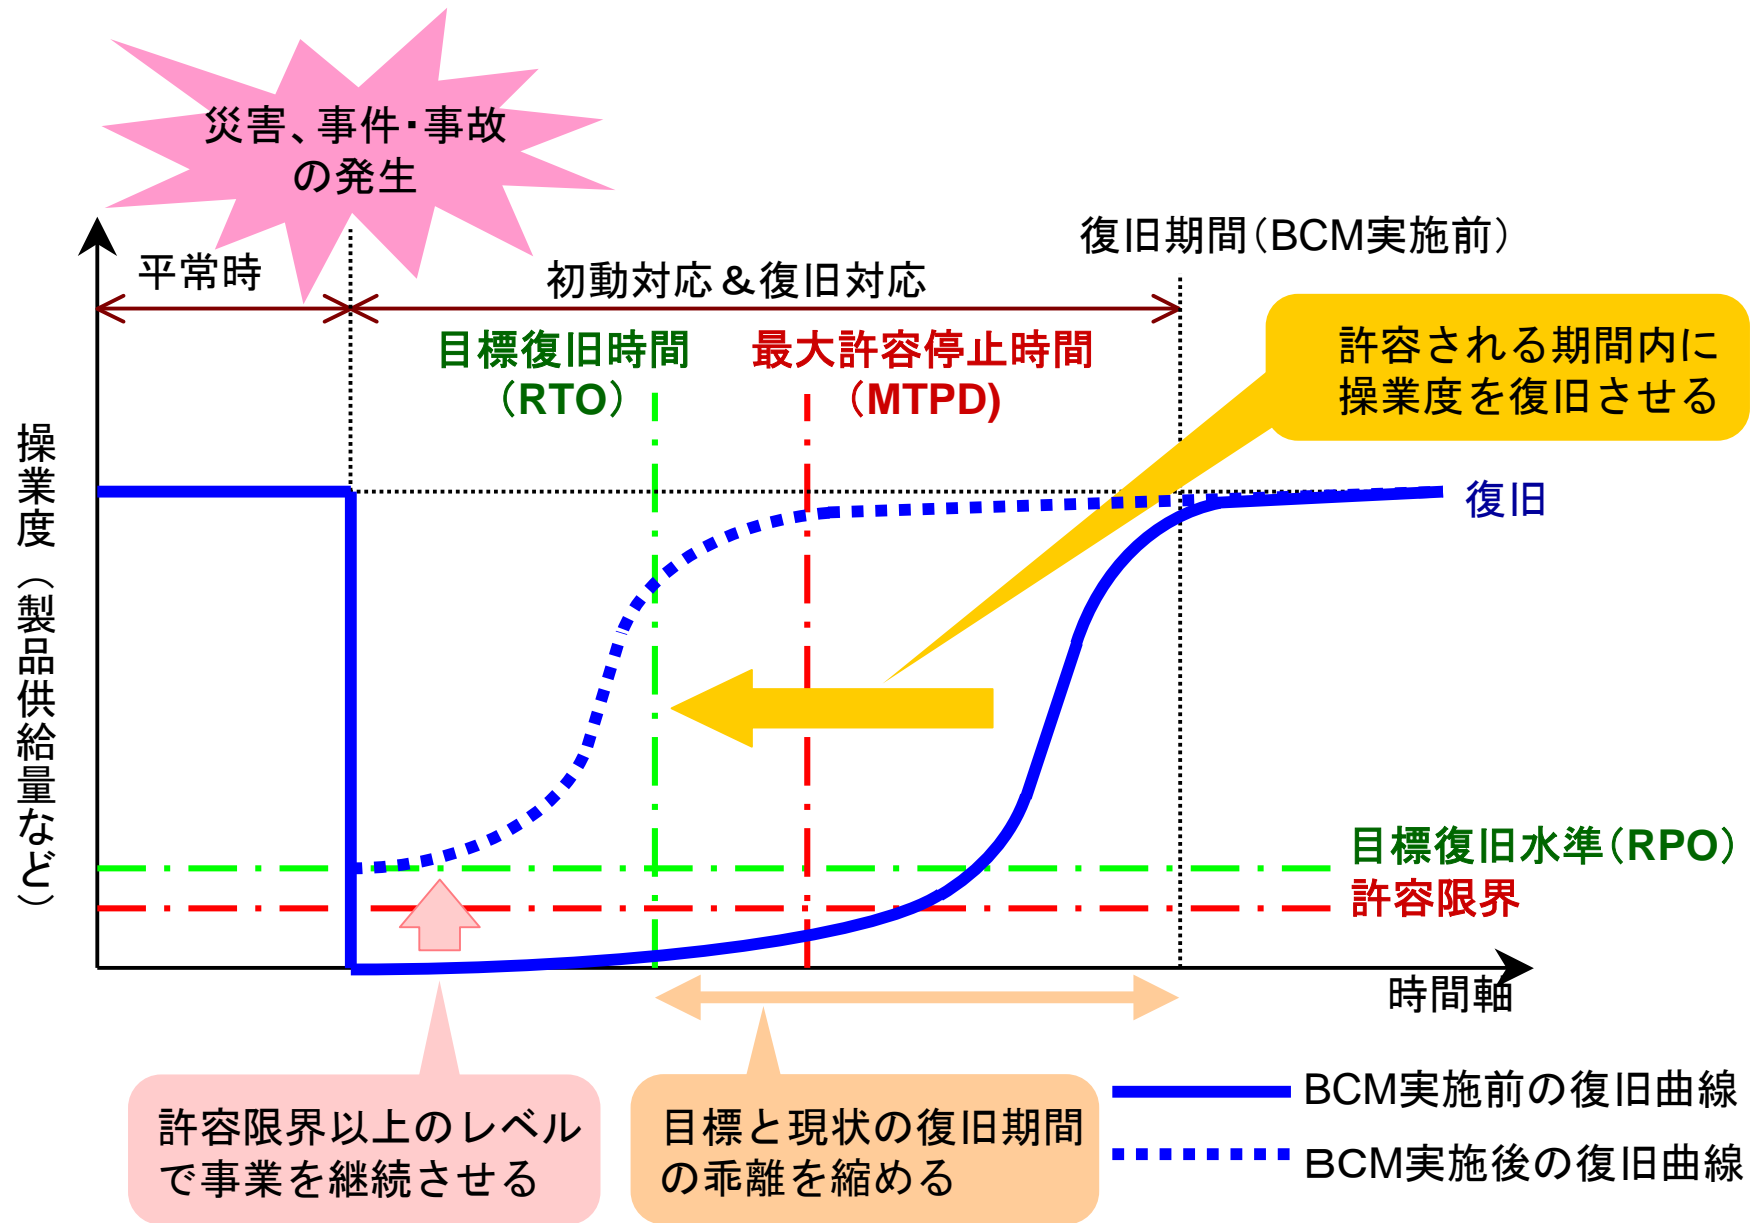 災害、事件・事故
の発生
復旧期間（BCM実施前）
平常時
初動対応＆復旧対応
目標復旧時間
（RTO）
最大許容停止時間
（MTPD)
許容される期間内に
操業度を復旧させる
操業度（製品供給量など）
復旧
目標復旧水準（RPO）
許容限界
時間軸
許容限界以上のレベル
で事業を継続させる
目標と現状の復旧期間
の乖離を縮める
BCM実施前の復旧曲線
BCM実施後の復旧曲線